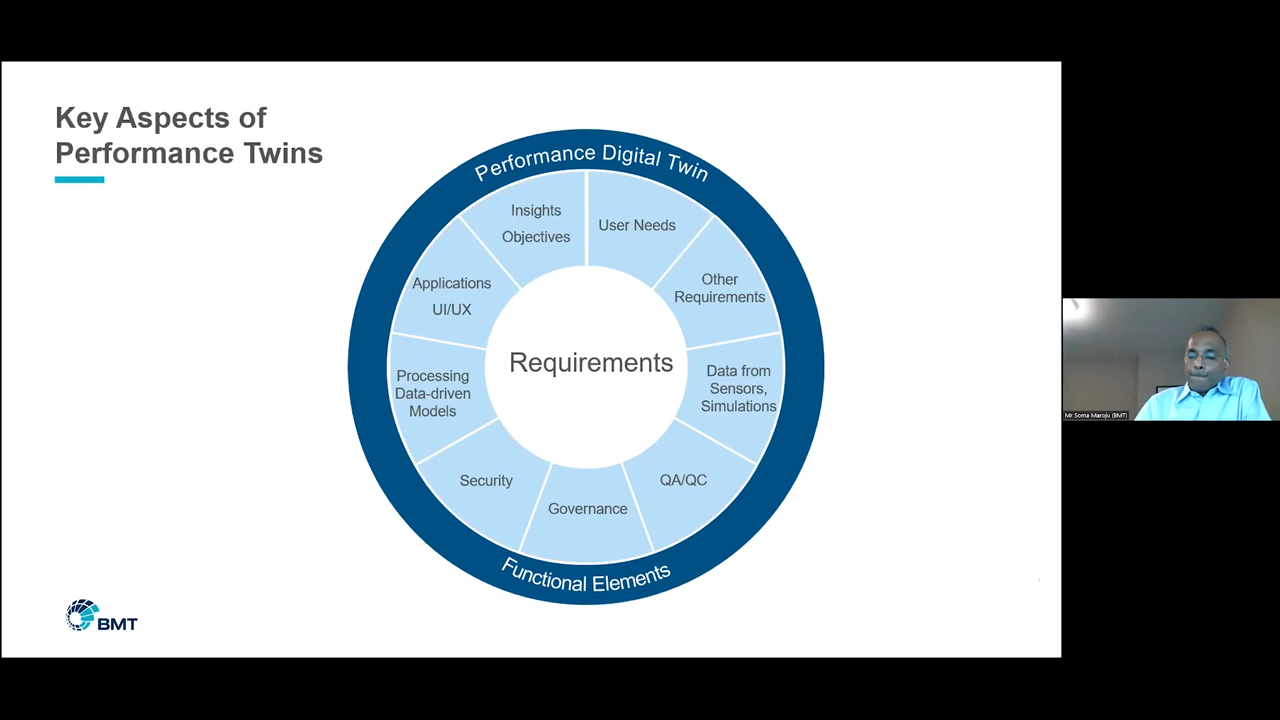 Key Aspects of
Performance Twins
Performance Digital Twin
Insights
Objectives
User Needs
Other
Requirements
Data from
Sensors,
Simulations
QA/QC
Governance
Security
Processing
Data-driven
Models
Applications
UI/UX
Requirements
Functional Elements
BMT
Mr Soma Maroju (BMT)